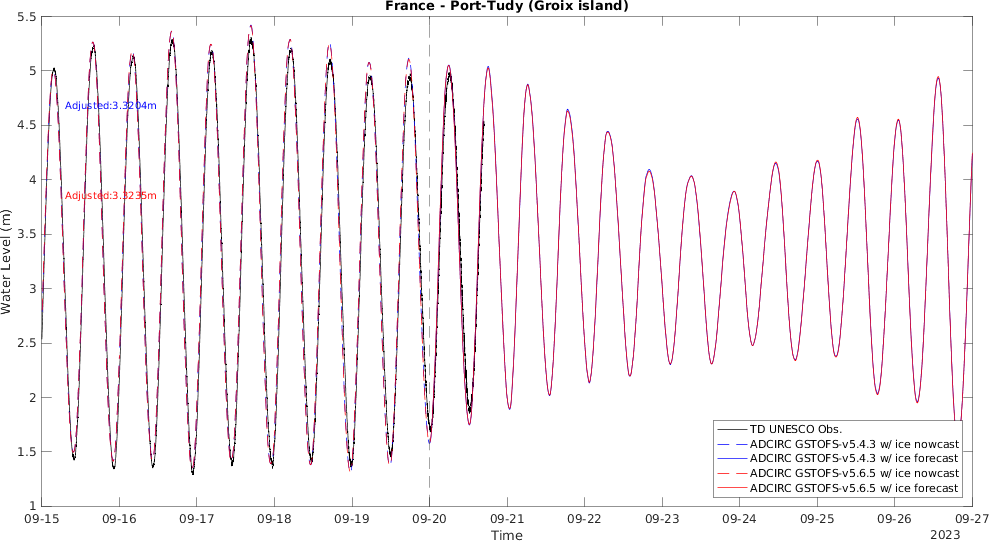 France - Port-Tudy (Groix island)
5.5
5
4.5
4
3.5
3
2.5
2
1.5
1
Water Level (m)
Adjusted:3.3204m
Adjusted:3.3235m
TD UNESCO Obs.
ADCIRC GSTOFS-v5.4.3 w/ ice nowcast
ADCIRC GSTOFS-v5.4.3 w/ ice forecast
ADCIRC GSTOFS-v5.6.5 w/ ice nowcast
ADCIRC GSTOFS-v5.6.5 w/ ice forecast
09-15 09-16 09-17 09-18 09-19 09-20 09-21 09-22 09-23 09-24 09-25 09-26 09-27
Time
2023